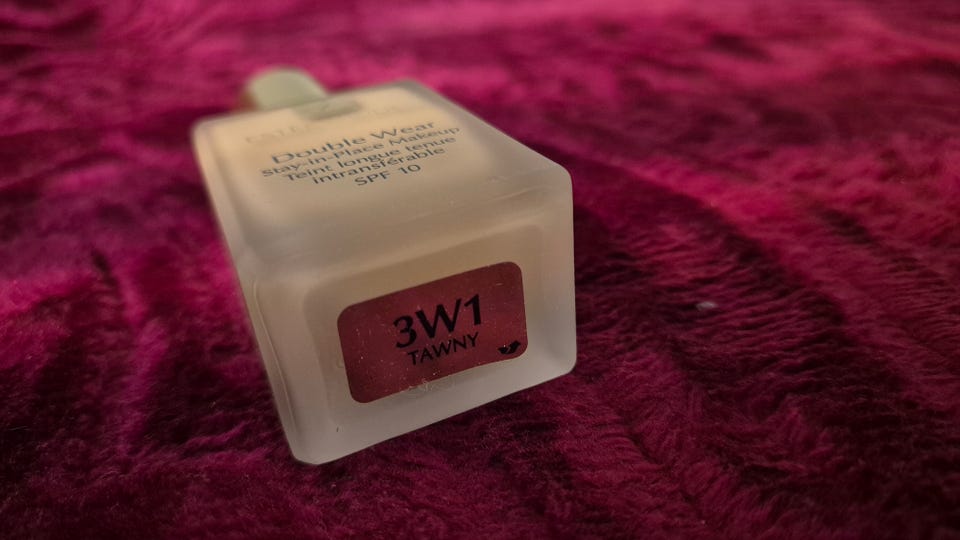 Double Wear
Stay-in-Place Makeup
Teint longue tenue
intransférable
SPF 10
3W1
TAWNY